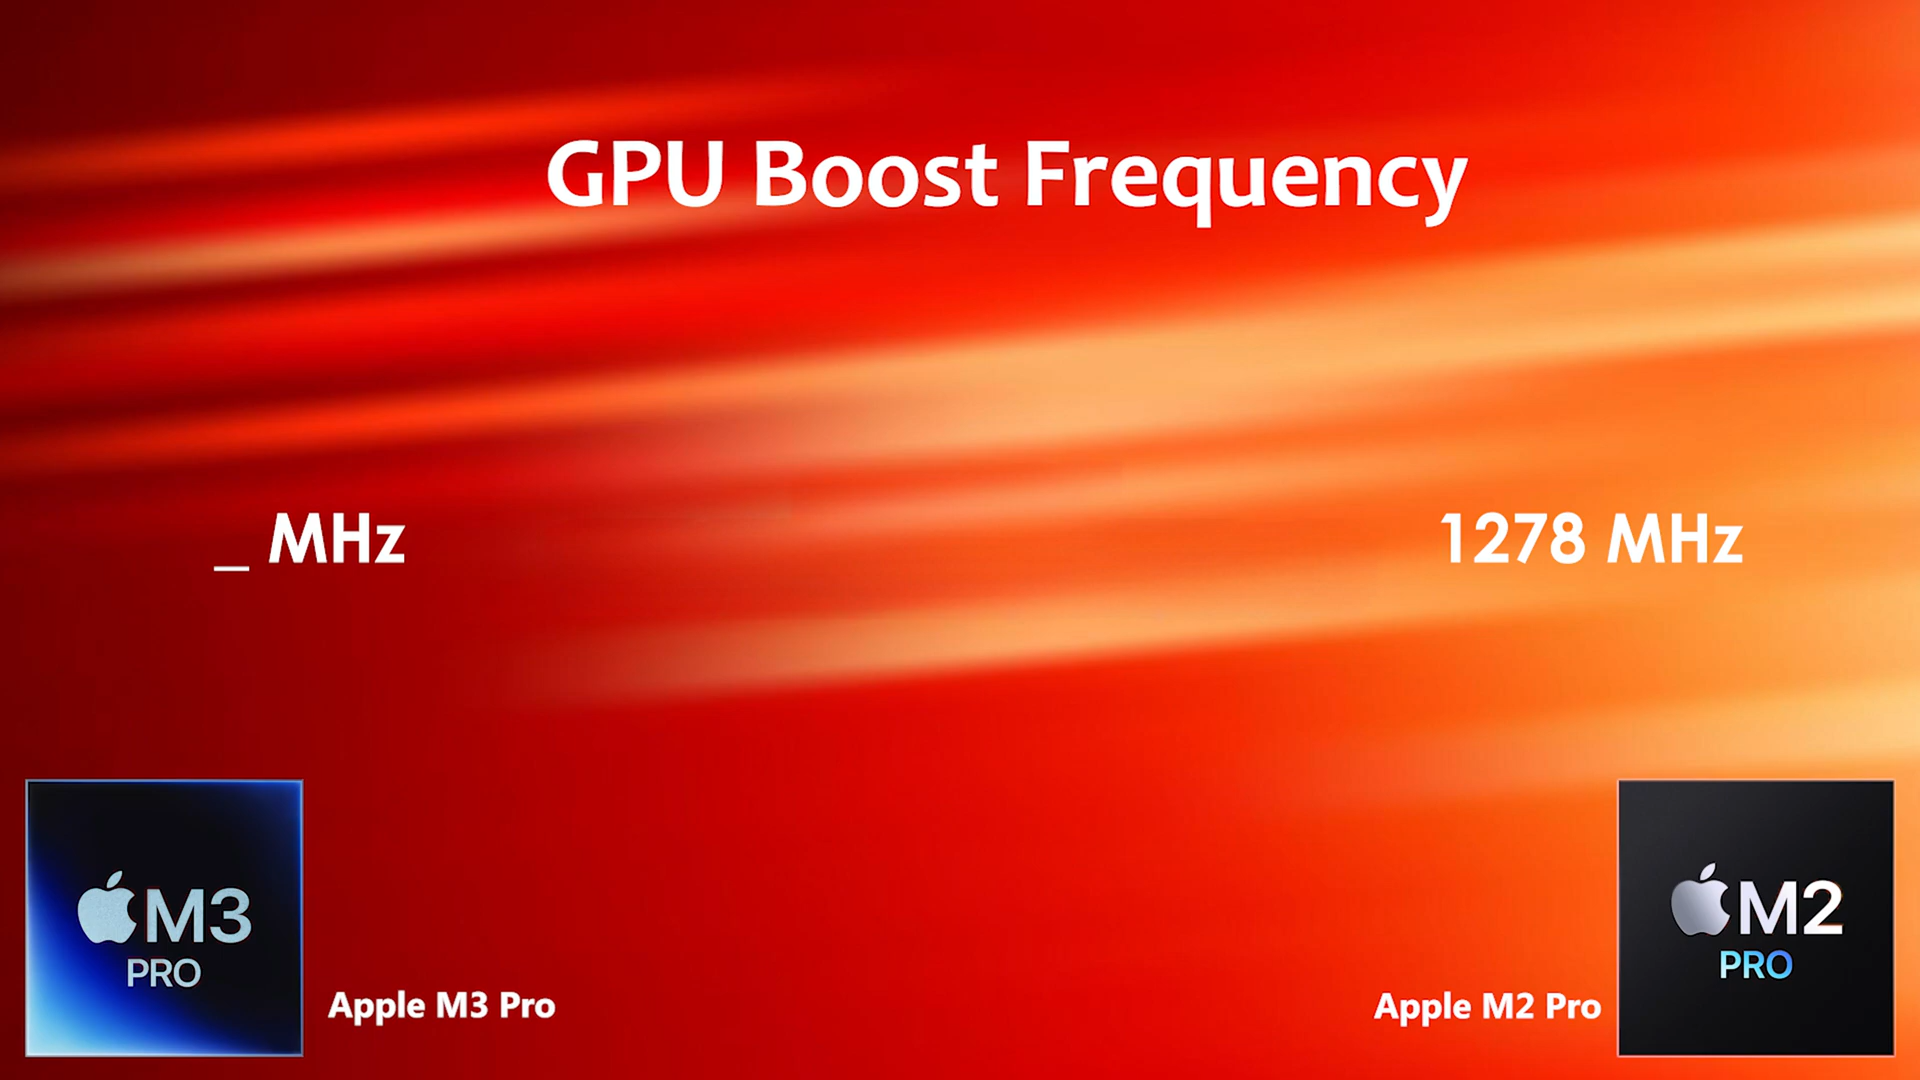 GPU Boost Frequency
_ MHz
1278 MHz
M3
PRO
Apple M3 Pro
Apple M2 Pro
M2
PRO